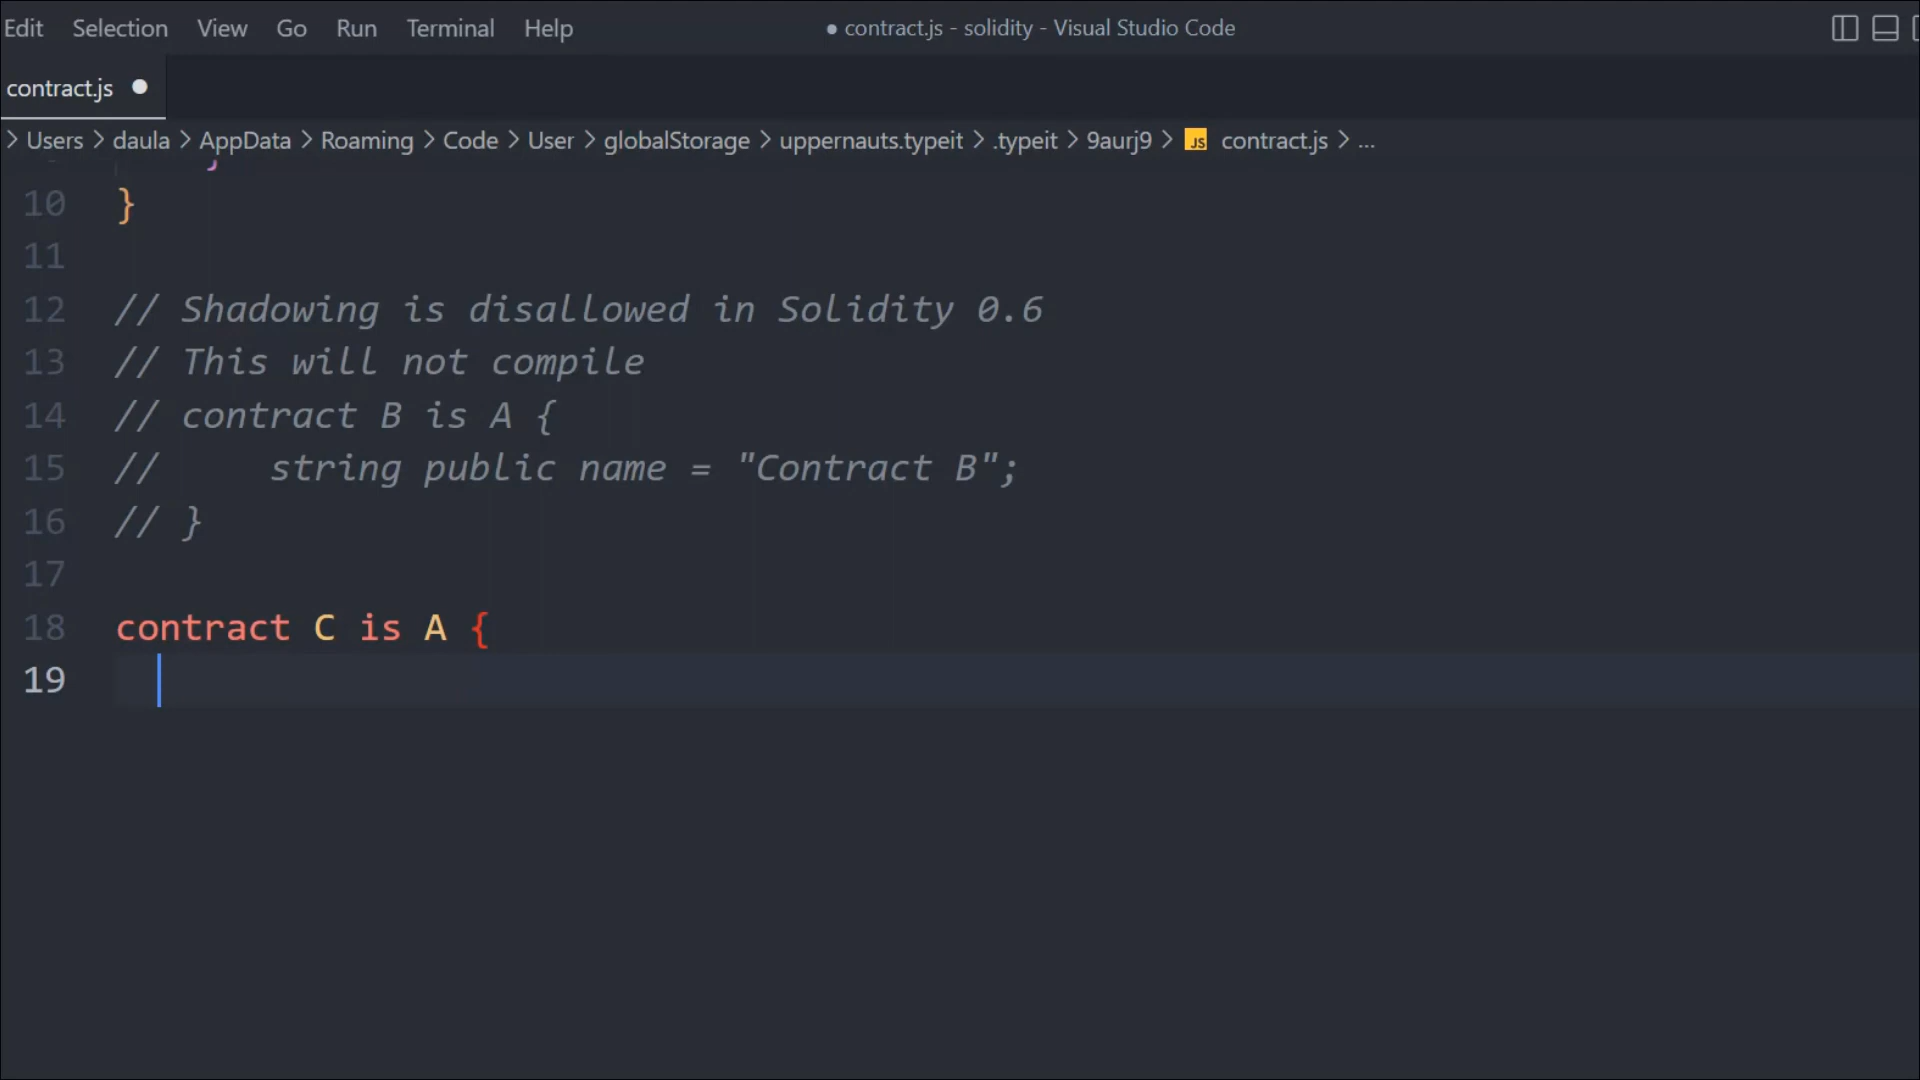 Edit Selection View Go Run Terminal Help ● contract.js - solidity - Visual Studio Code
contract.js ●
> Users > daula > AppData > Roaming > Code > User > globalStorage > uppernauts.typeit > .typeit > 9aurj9 > JS contract.js > ...
10 }
11
12 // Shadowing is disallowed in Solidity 0.6
13 // This will not compile
14 // contract B is A {
15 //     string public name = "Contract B";
16 // }
17
18 contract C is A {
19